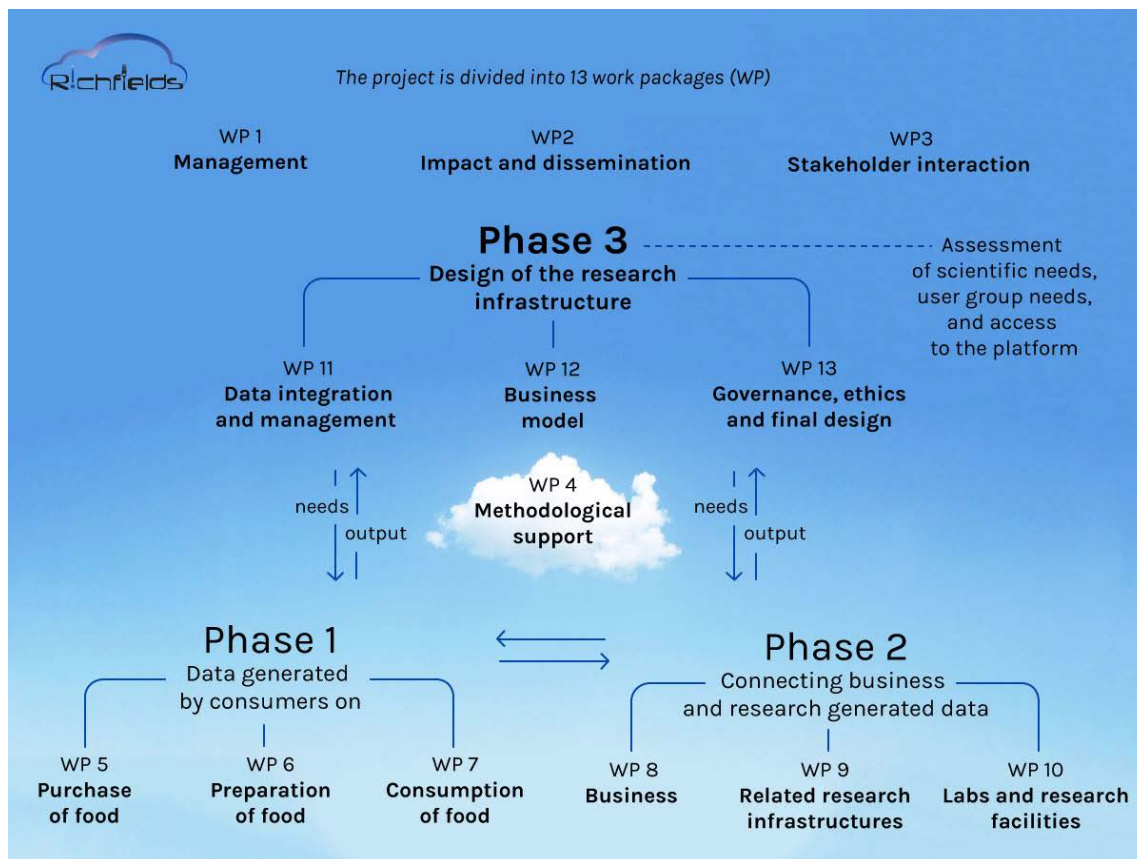 R!chfields
The project is divided into 13 work packages (WP)
WP 1
Management
WP2
Impact and dissemination
WP3
Stakeholder interaction
Phase 3
Design of the research
infrastructure
Assessment
of scientific needs,
user group needs,
and access
to the platform
WP 11
Data integration
and management
WP 12
Business
model
WP 13
Governance, ethics
and final design
needs
output
WP 4
Methodological
support
needs
output
Phase 1
Data generated
by consumers on
Phase 2
Connecting business
and research generated data
WP 5
Purchase
of food
WP 6
Preparation
of food
WP 7
Consumption
of food
WP 8
Business
WP 9
Related research
infrastructures
WP 10
Labs and research
facilities